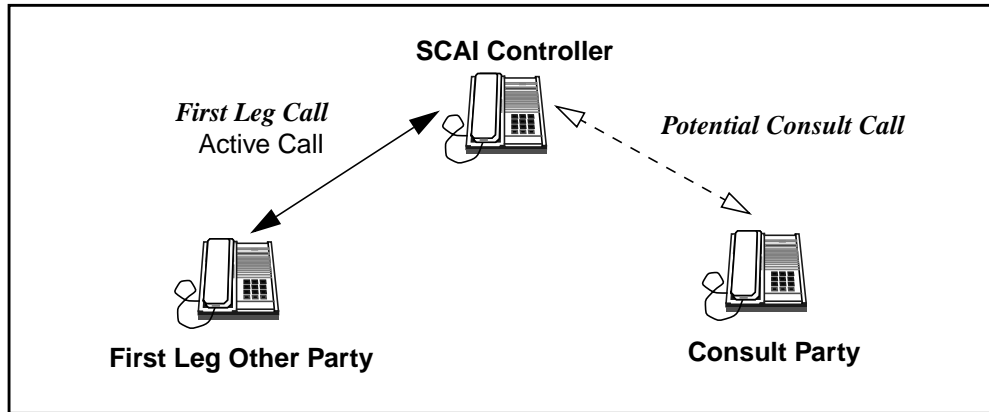 SCAI Controller
First Leg Call
Active Call
Potential Consult Call
First Leg Other Party
Consult Party